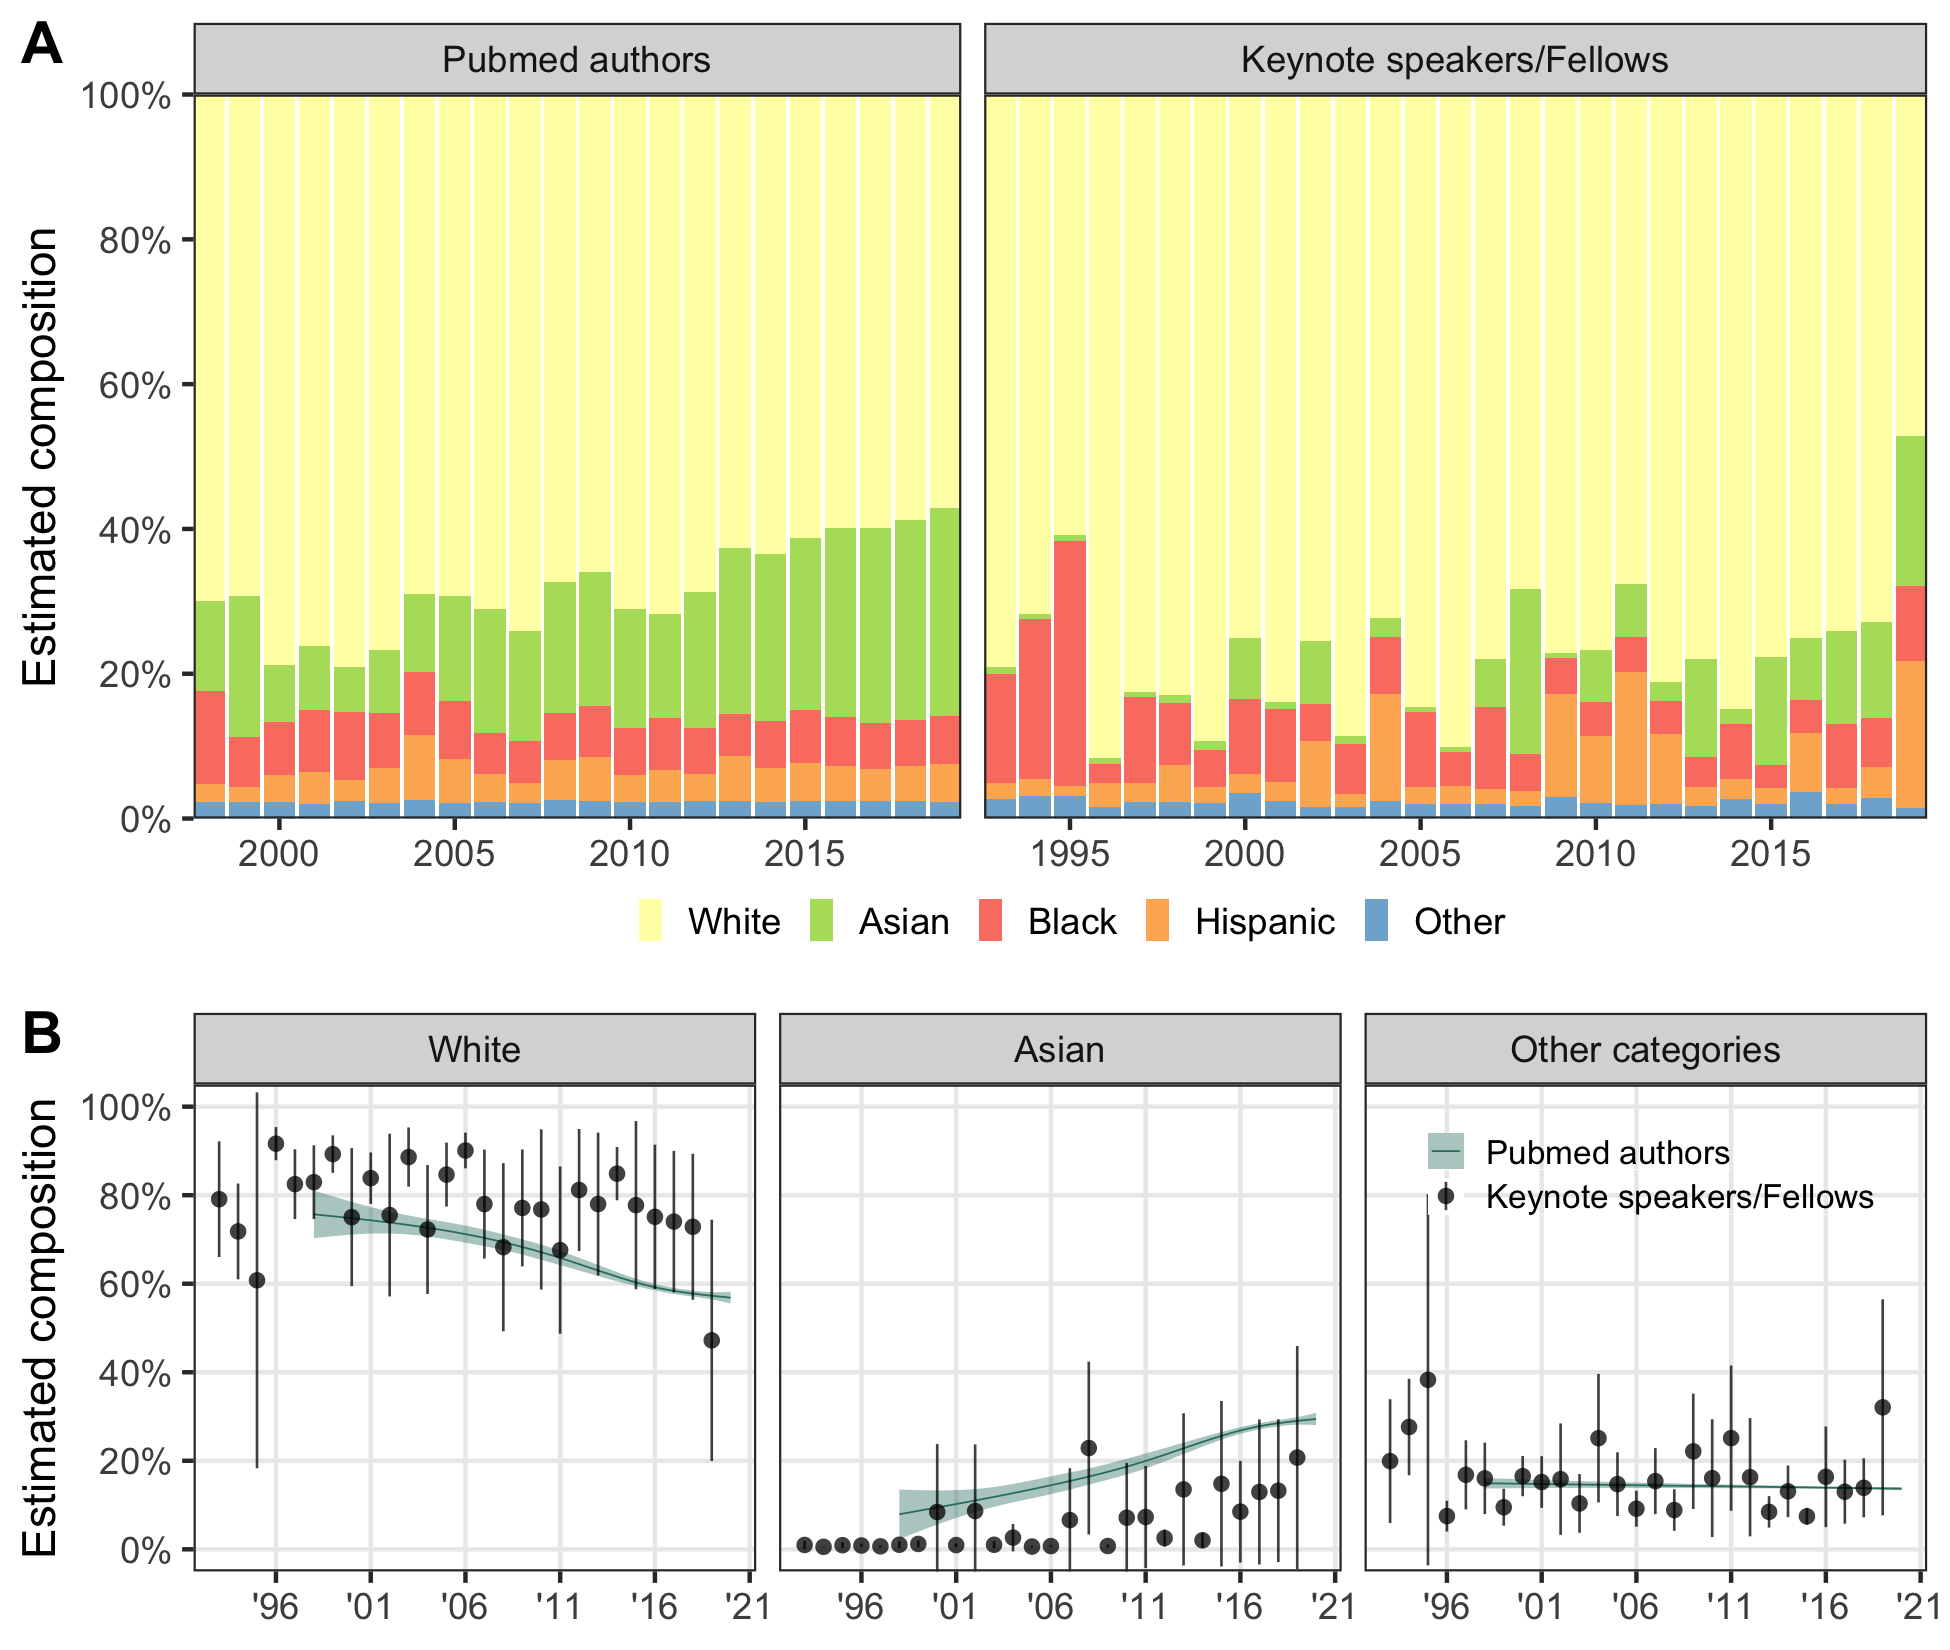 A
Pubmed authors
Keynote speakers/Fellows
Estimated composition
100%
80%
60%
40%
20%
0%
2000 2005 2010 2015
1995 2000 2005 2010 2015
White Asian Black Hispanic Other
B
White
Asian
Other categories
Estimated composition
100%
80%
60%
40%
20%
0%
Pubmed authors
Keynote speakers/Fellows
'96 '01 '06 '11 '16 '21
'96 '01 '06 '11 '16 '21
'96 '01 '06 '11 '16 '21